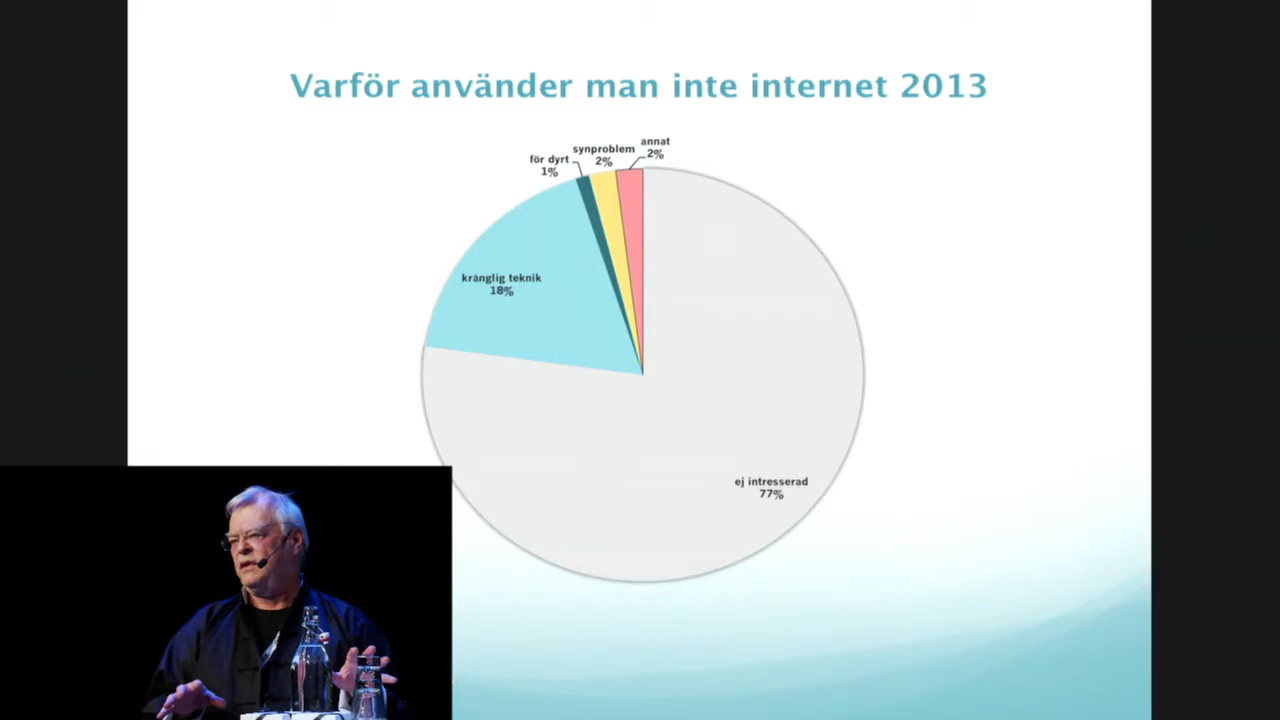 Varför använder man inte internet 2013
annat
2%
synproblem
2%
för dyrt
1%
krånglig teknik
18%
ej intresserad
77%